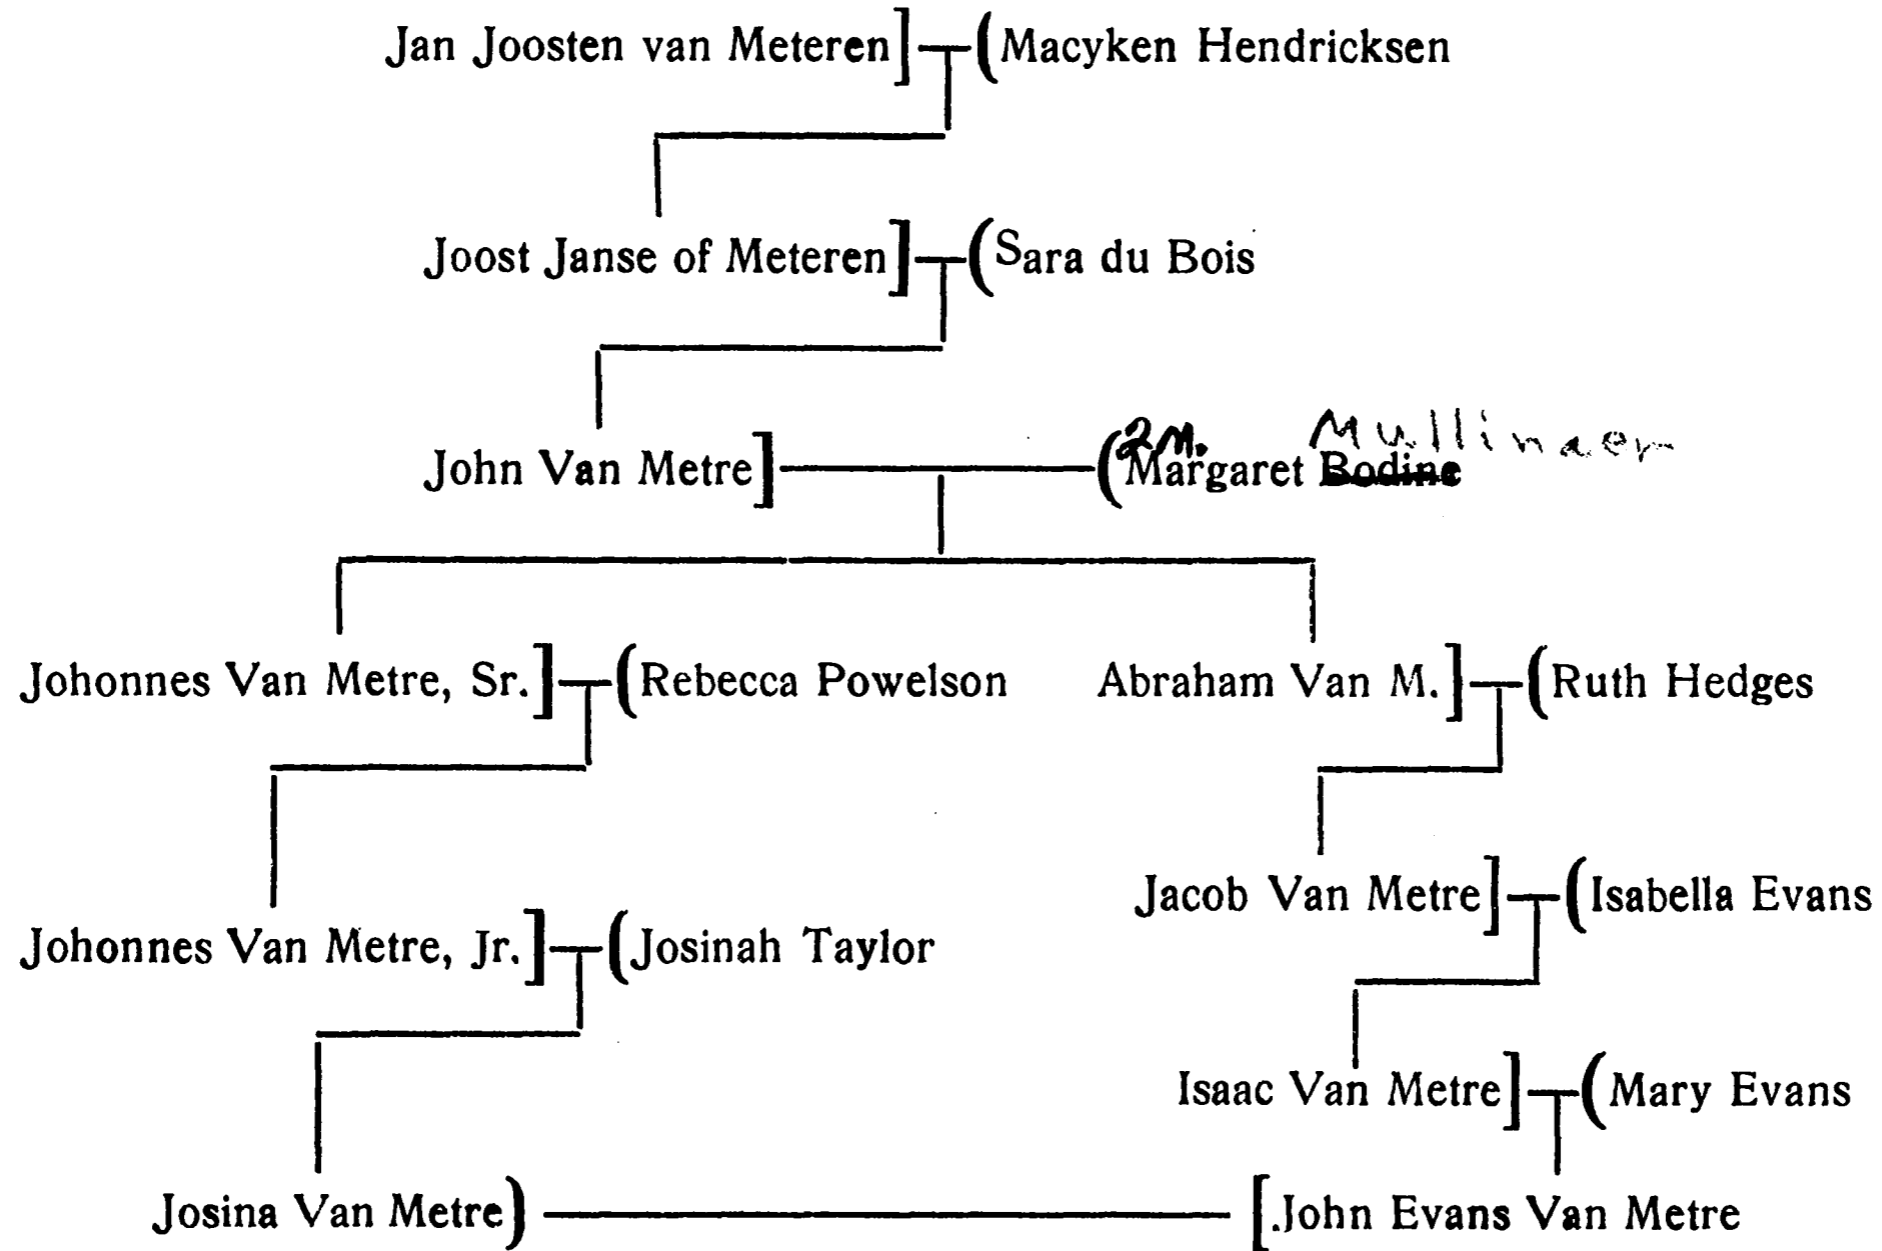 Jan Joosten van Meteren] (Macyken Hendricksen
Joost Janse of Meteren] (Sara du Bois
2 M. Mullinaer
John Van Metre] (Margaret Bodine
Johonnes Van Metre, Sr.] (Rebecca Powelson Abraham Van M.] (Ruth Hedges
Jacob Van Metre] (Isabella Evans
Johonnes Van Metre, Jr.] (Josinah Taylor
Isaac Van Metre] (Mary Evans
Josina Van Metre) [.John Evans Van Metre